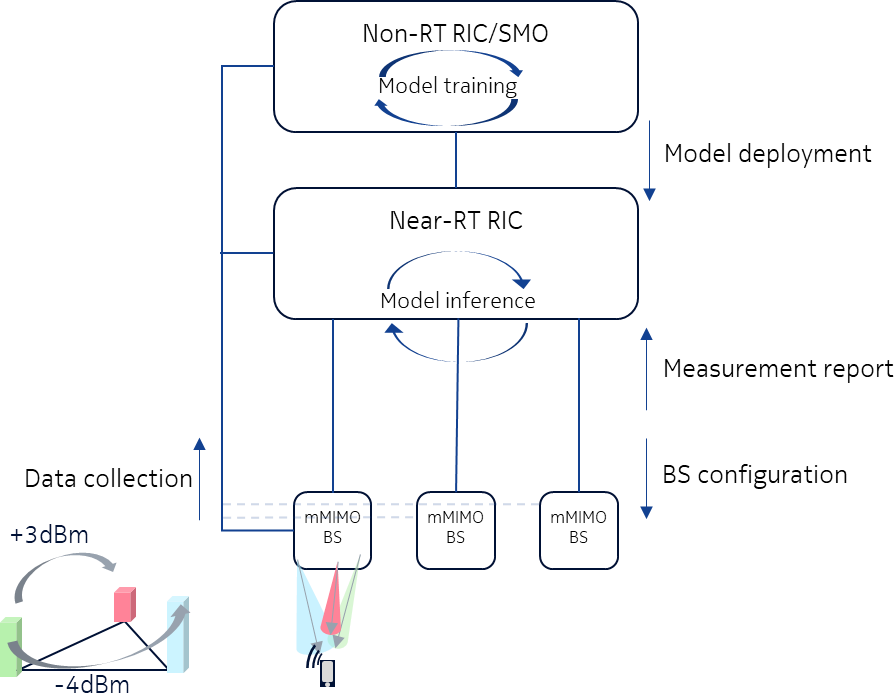 Non-RT RIC/SMO
Model training
Model deployment
Near-RT RIC
Model inference
Measurement report
BS configuration
Data collection
mMIMO
BS
mMIMO
BS
mMIMO
BS
+3dBm
-4dBm